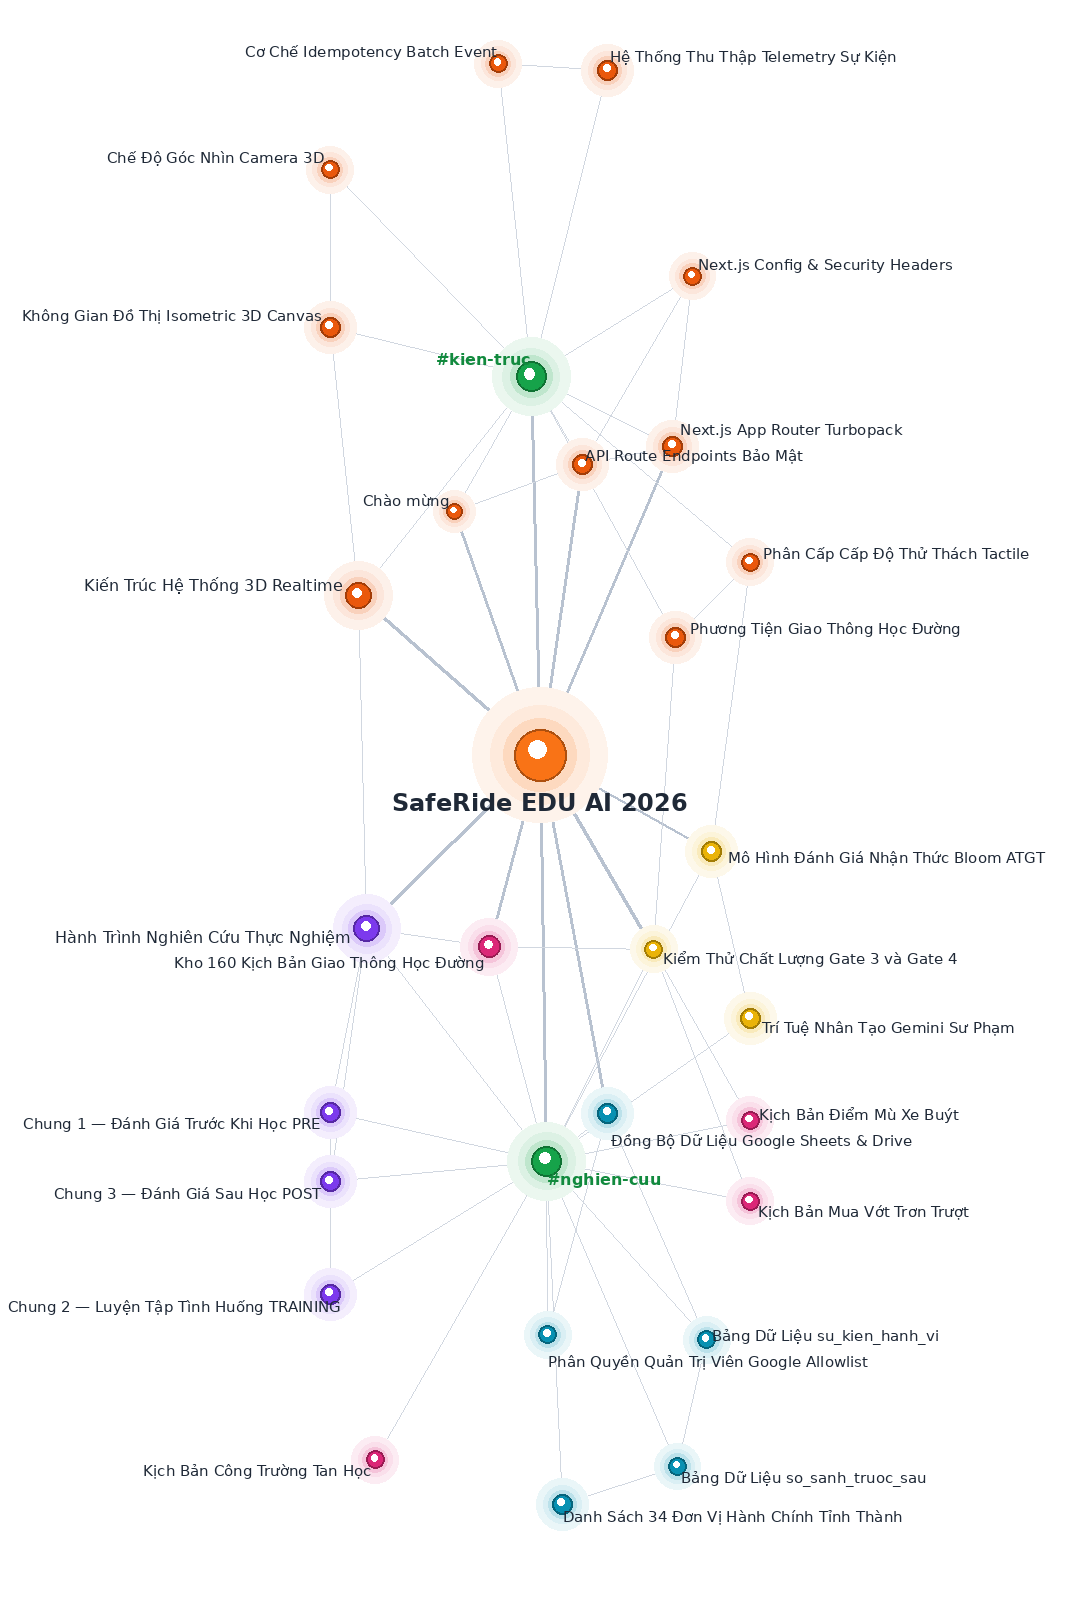 Cơ Chế Idempotency Batch Event
Hệ Thống Thu Thập Telemetry Sự Kiện
Chế Độ Góc Nhìn Camera 3D
Next.js Config & Security Headers
Không Gian Đồ Thị Isometric 3D Canvas
#kien-truc
Next.js App Router Turbopack
API Route Endpoints Bảo Mật
Chào mừng
Phân Cấp Cấp Độ Thử Thách Tactile
Kiến Trúc Hệ Thống 3D Realtime
Phương Tiện Giao Thông Học Đường
SafeRide EDU AI 2026
Mô Hình Đánh Giá Nhận Thức Bloom ATGT
Hành Trình Nghiên Cứu Thực Nghiệm
Kho 160 Kịch Bản Giao Thông Học Đường
Kiểm Thử Chất Lượng Gate 3 và Gate 4
Trí Tuệ Nhân Tạo Gemini Sư Phạm
Kịch Bản Điểm Mù Xe Buýt
Chung 1 — Đánh Giá Trước Khi Học PRE
Đồng Bộ Dữ Liệu Google Sheets & Drive
#nghien-cuu
Chung 3 — Đánh Giá Sau Học POST
Kịch Bản Mua Vớt Trơn Trượt
Chung 2 — Luyện Tập Tình Huống TRAINING
Bảng Dữ Liệu su_kien_hanh_vi
Phân Quyền Quản Trị Viên Google Allowlist
Kịch Bản Công Trường Tan Học
Bảng Dữ Liệu so_sanh_truoc_sau
Danh Sách 34 Đơn Vị Hành Chính Tỉnh Thành